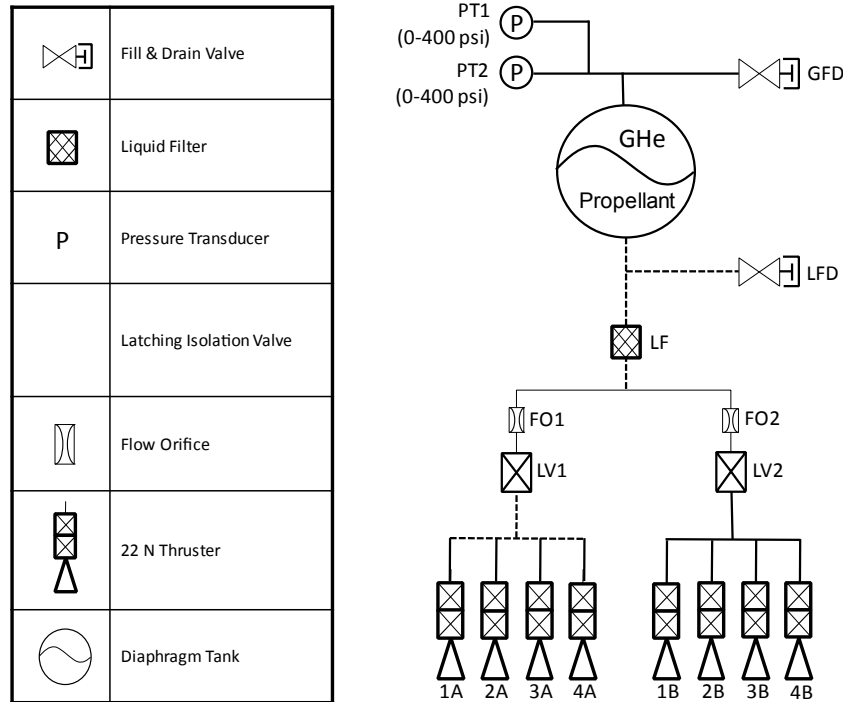 Fill & Drain Valve
Liquid Filter
P
Pressure Transducer
Latching Isolation Valve
Flow Orifice
22 N Thruster
Diaphragm Tank
PT1
(0-400 psi)
P
PT2
(0-400 psi)
P
GFD
GHe
Propellant
LFD
LF
FO1
FO2
LV1
LV2
1A
2A
3A
4A
1B
2B
3B
4B